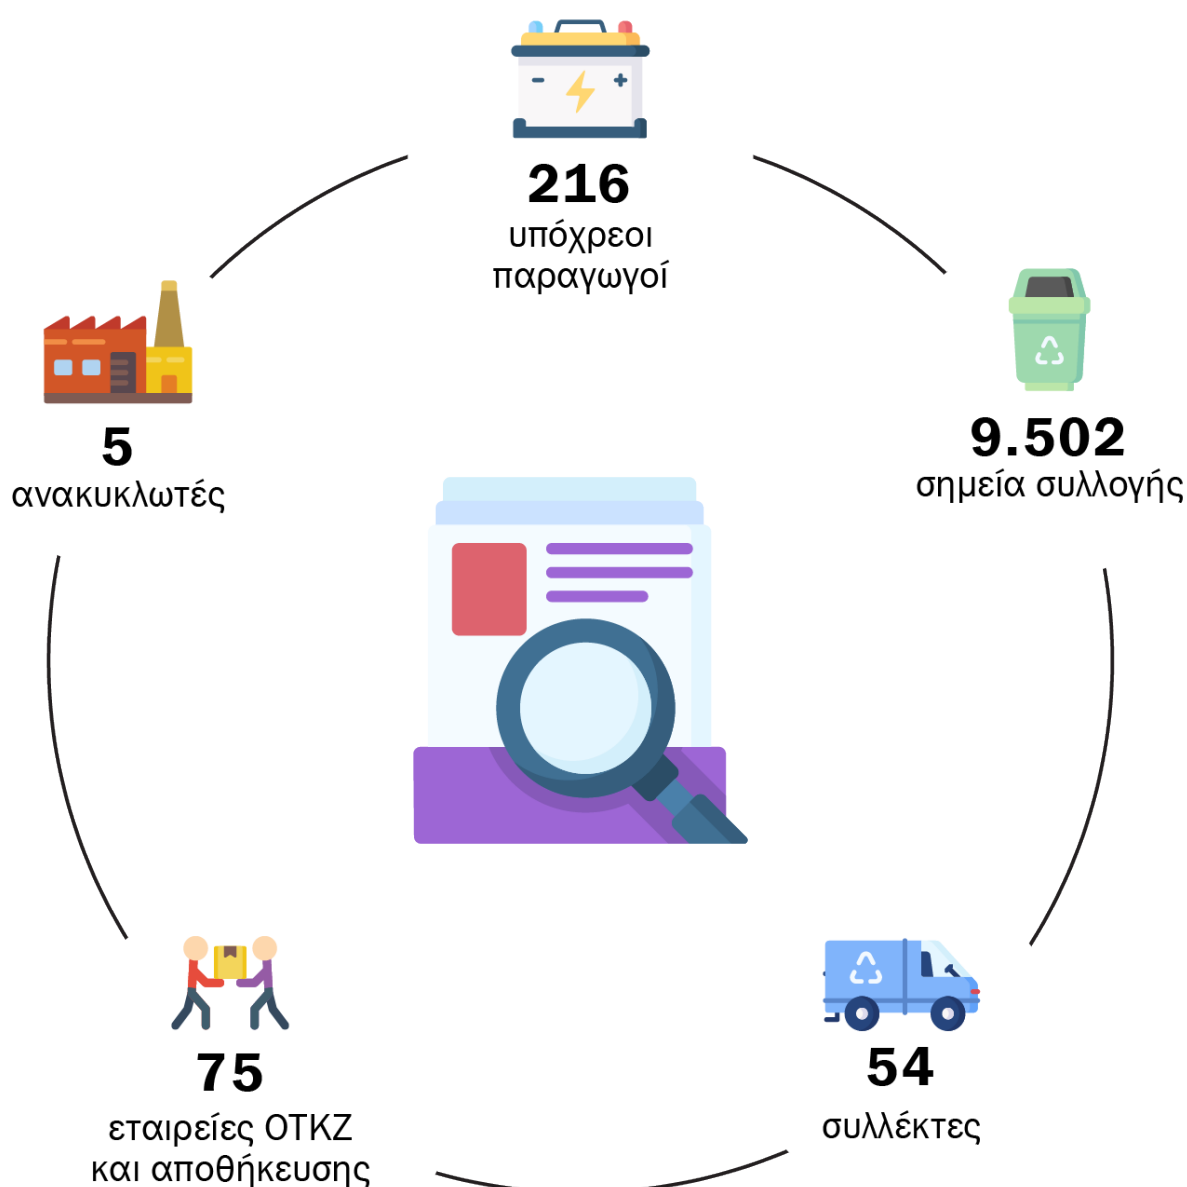 216
υπόχρεοι
παραγωγοί
9.502
σημεία συλλογής
54
συλλέκτες
75
εταιρείες ΟΤΚΖ
και αποθήκευσης
5
ανακυκλωτές